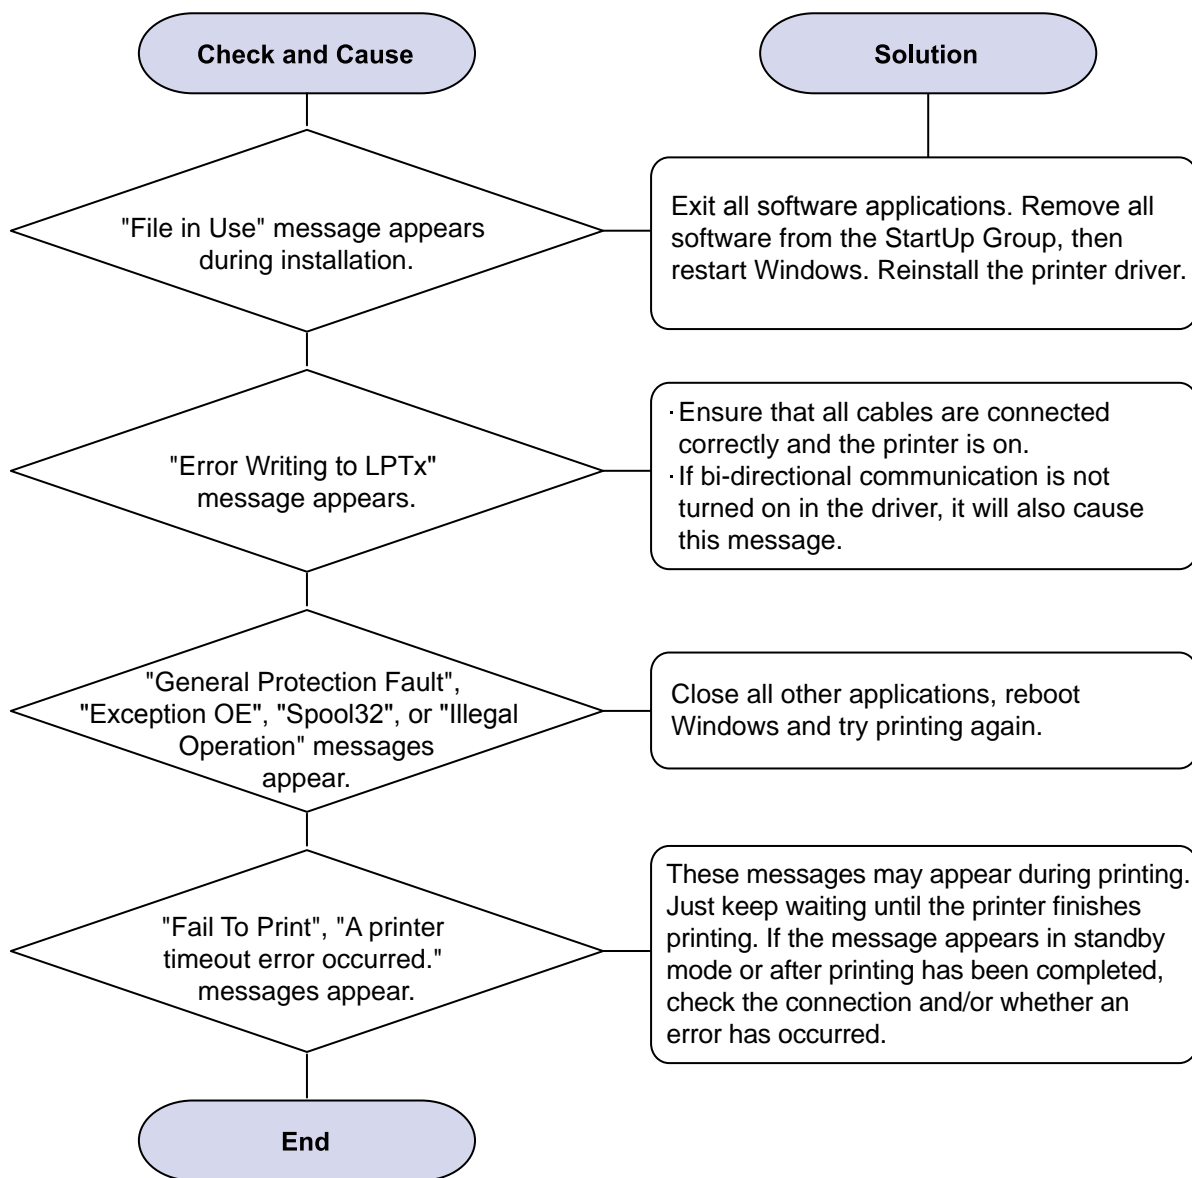 Check and Cause
Solution
"File in Use" message appears
during installation.
Exit all software applications. Remove all
software from the StartUp Group, then
restart Windows. Reinstall the printer driver.
"Error Writing to LPTx"
message appears.
· Ensure that all cables are connected
correctly and the printer is on.
· If bi-directional communication is not
turned on in the driver, it will also cause
this message.
"General Protection Fault",
"Exception OE", "Spool32", or "Illegal
Operation" messages
appear.
Close all other applications, reboot
Windows and try printing again.
"Fail To Print", "A printer
timeout error occurred."
messages appear.
These messages may appear during printing.
Just keep waiting until the printer finishes
printing. If the message appears in standby
mode or after printing has been completed,
check the connection and/or whether an
error has occurred.
End